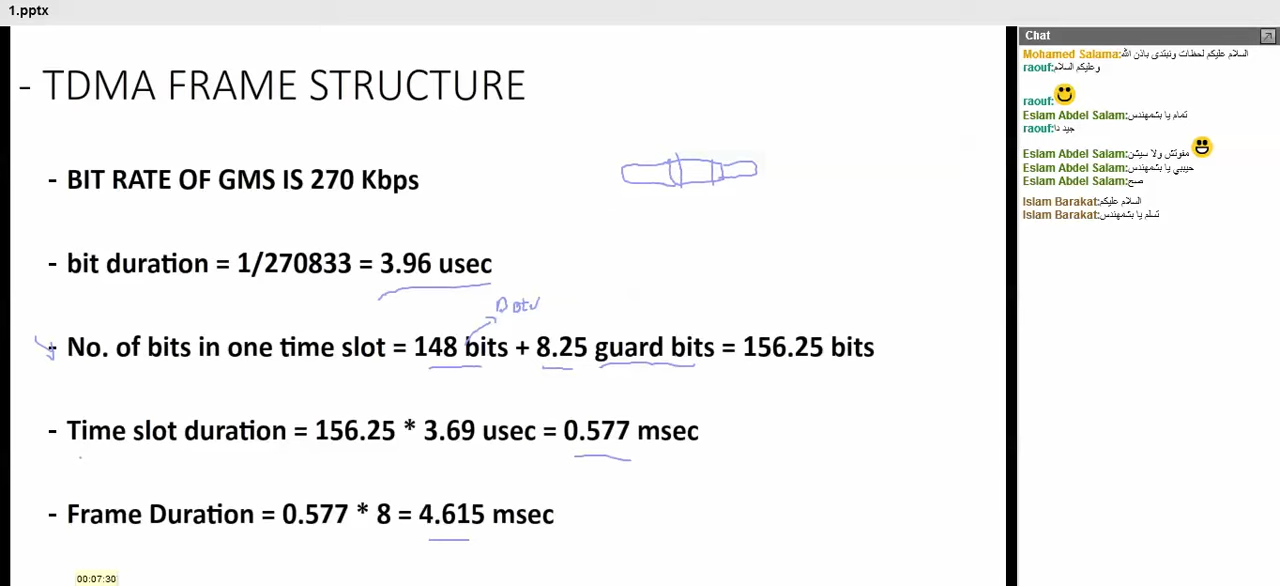 1.pptx
- TDMA FRAME STRUCTURE
- BIT RATE OF GMS IS 270 Kbps
- bit duration = 1/270833 = 3.96 usec
- No. of bits in one time slot = 148 bits + 8.25 guard bits = 156.25 bits
- Time slot duration = 156.25 * 3.69 usec = 0.577 msec
- Frame Duration = 0.577 * 8 = 4.615 msec
00:07:30
Chat
Mohamed Salama:السلام عليكم لحظات ونبتدى باذن الله
raouf:وعليكم السلام
raouf:
Eslam Abdel Salam:تمام يا بشمهندس
raouf:جيد دا
Eslam Abdel Salam:مفوتش ولا سيشن
Eslam Abdel Salam:حبيبي يا بشمهندس
Eslam Abdel Salam:صح
Islam Barakat:السلام عليكم
Islam Barakat:تسلم يا بشمهندس